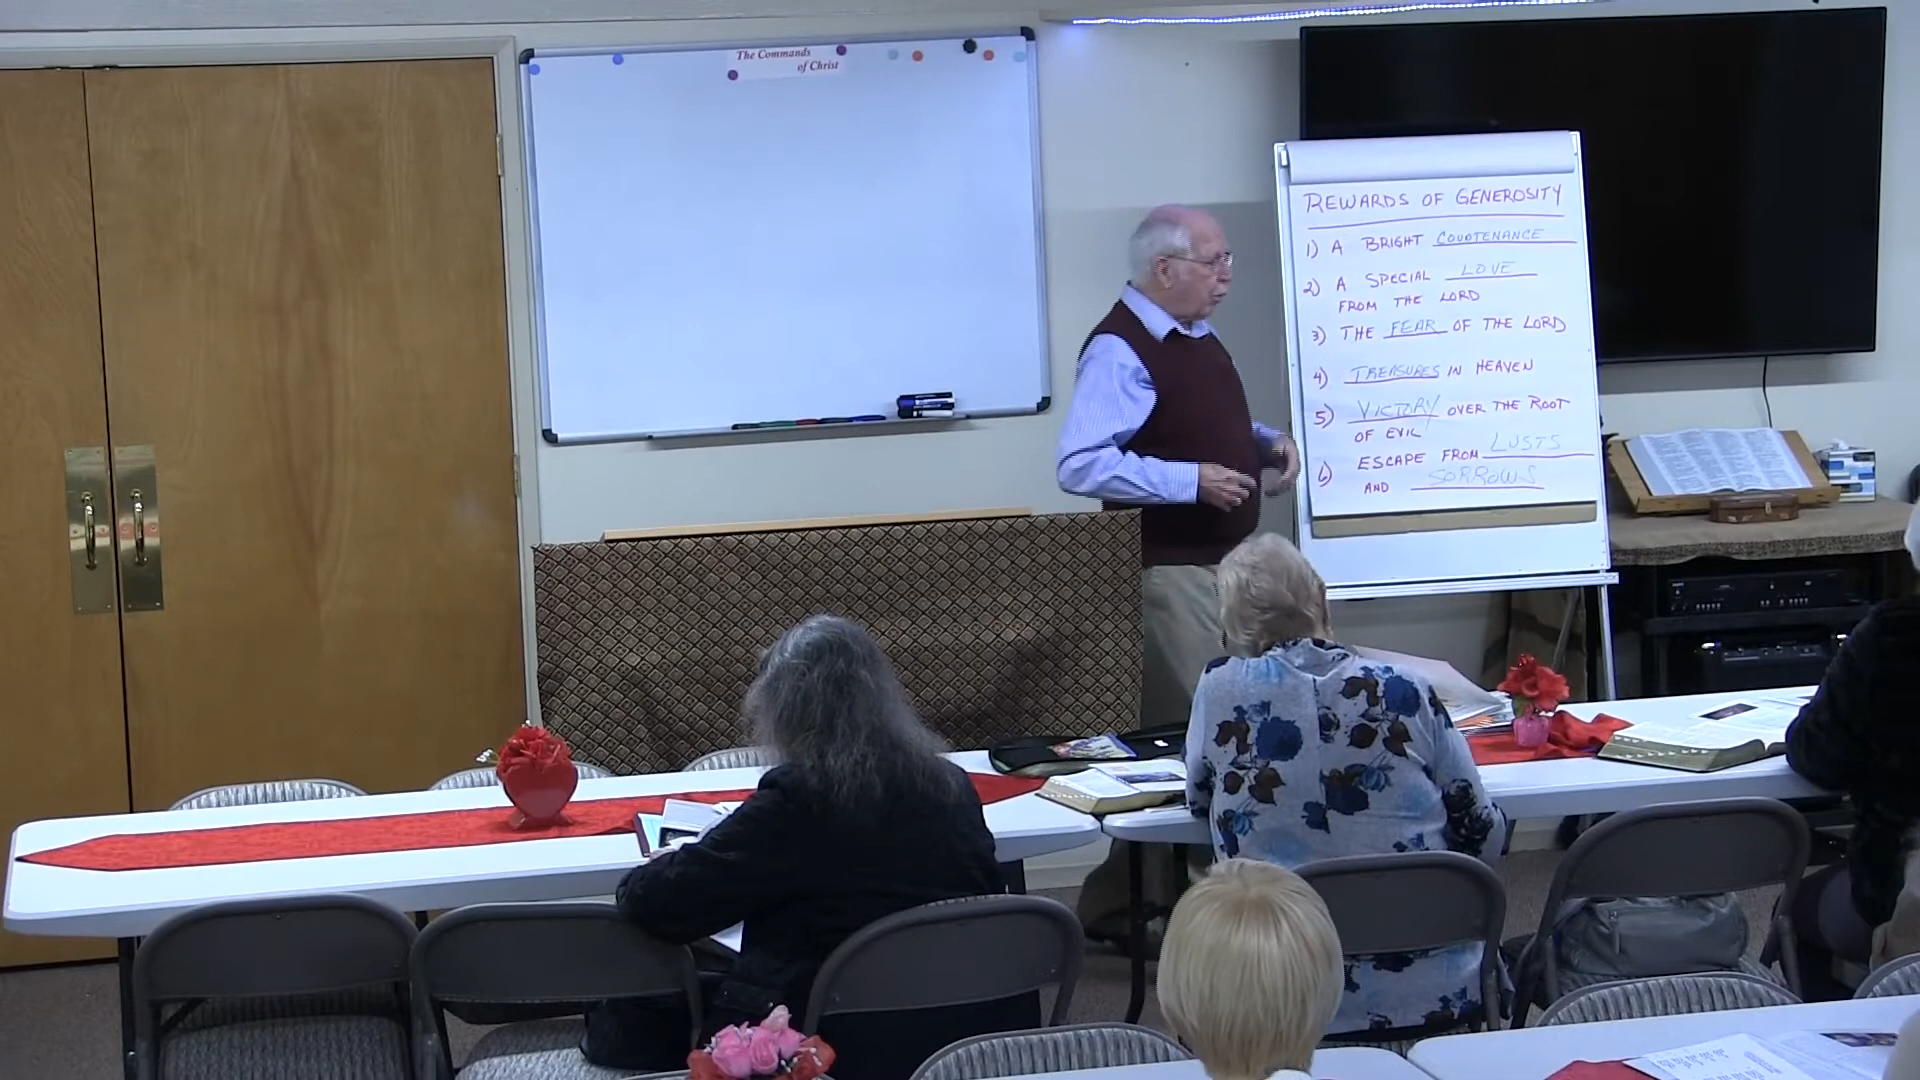 The Commands
of Christ
REWARDS OF GENEROSITY
1) A BRIGHT COUDTENANCE
2) A SPECIAL LOVE
FROM THE LORD
3) THE FEAR OF THE LORD
4) TREASURES IN HEAVEN
5) VICTORY OVER THE ROOT
OF EVIL
6) ESCAPE FROM LUSTS
AND SORROWS